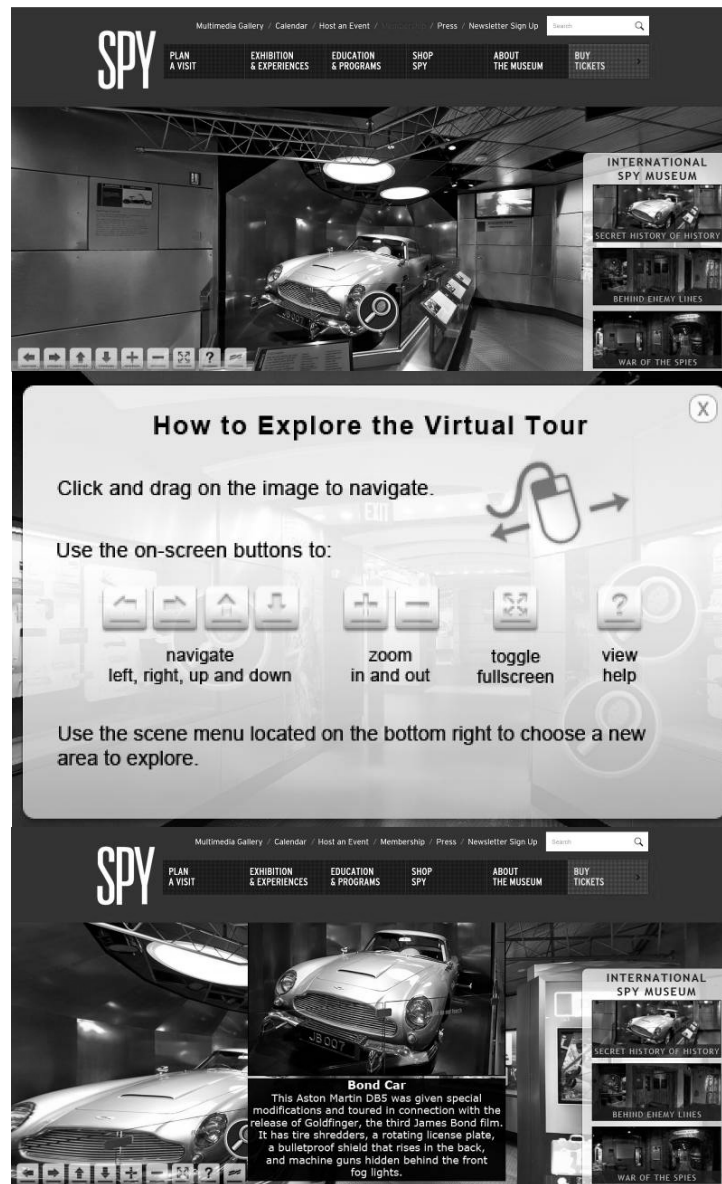 Multimedia Gallery / Calendar / Host an Event / Membership / Press / Newsletter Sign Up
Search
SPY
PLAN
A VISIT
EXHIBITION
& EXPERIENCES
EDUCATION
& PROGRAMS
SHOP
SPY
ABOUT
THE MUSEUM
BUY
TICKETS
INTERNATIONAL
SPY MUSEUM
SECRET HISTORY OF HISTORY
BEHIND ENEMY LINES
WAR OF THE SPIES
?
How to Explore the Virtual Tour
X
Click and drag on the image to navigate.
EXIT
Use the on-screen buttons to:
?
navigate
left, right, up and down
zoom
in and out
toggle
fullscreen
view
help
Use the scene menu located on the bottom right to choose a new
area to explore.
Multimedia Gallery / Calendar / Host an Event / Membership / Press / Newsletter Sign Up
Search
SPY
PLAN
A VISIT
EXHIBITION
& EXPERIENCES
EDUCATION
& PROGRAMS
SHOP
SPY
ABOUT
THE MUSEUM
BUY
TICKETS
JB007
Bond Car
This Aston Martin DB5 was given special
modifications and toured in connection with the
release of Goldfinger, the third James Bond film.
It has tire shredders, a rotating license plate,
a bulletproof shield that rises in the back,
and machine guns hidden behind the front
fog lights.
INTERNATIONAL
SPY MUSEUM
SECRET HISTORY OF HISTORY
BEHIND ENEMY LINES
WAR OF THE SPIES
?